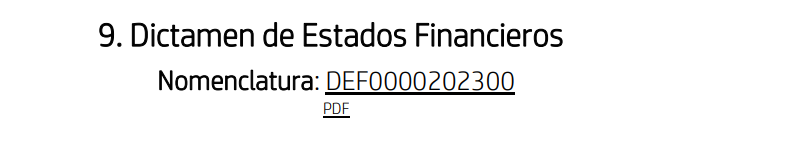 9. Dictamen de Estados Financieros
Nomenclatura: DEF0000202300
PDF